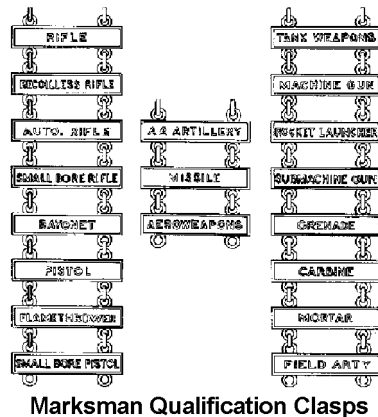 RIFLE
RECOILLESS RIFLE
AUTO. RIFLE
SMALL BORE RIFLE
BAYONET
PISTOL
FLAMETHROWER
SMALL BORE PISTOL
AA ARTILLERY
MISSILE
AEROWEAPONS
TANK WEAPONS
MACHINE GUN
ROCKET LAUNCHER
SUBMACHINE GUN
GRENADE
CARBINE
MORTAR
FIELD ARTY
Marksman Qualification Clasps